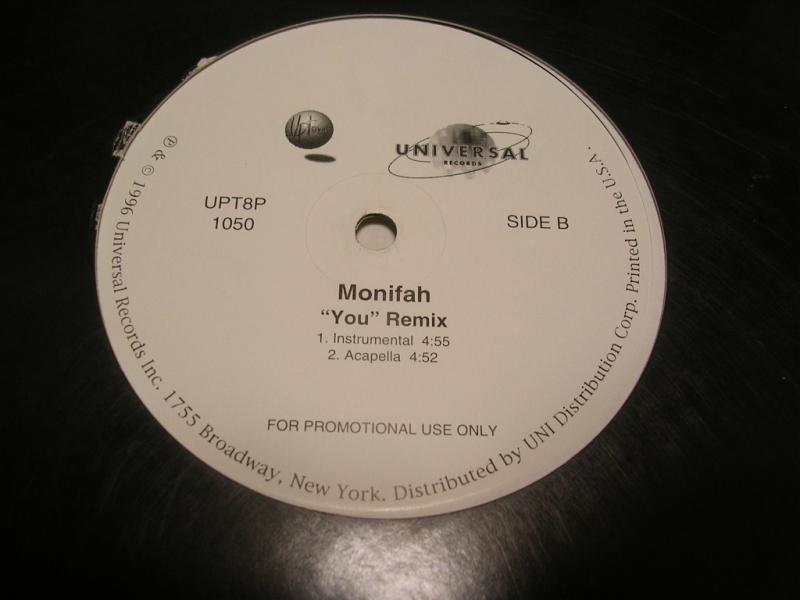 Uptown
UNIVERSAL
RECORDS
UPT8P
1050
SIDE B
Monifah
“You” Remix
1. Instrumental 4:55
2. Acapella 4:52
FOR PROMOTIONAL USE ONLY
℗ & © 1996 Universal Records Inc. 1755 Broadway, New York. Distributed by UNI Distribution Corp. Printed in the U.S.A.